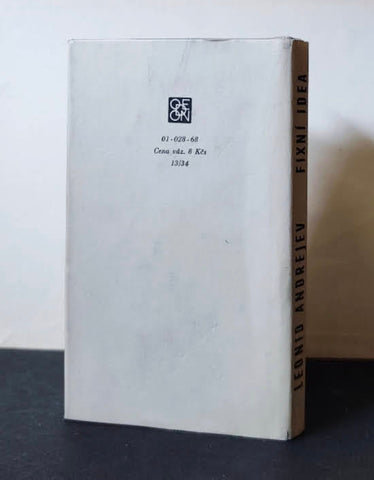 ODEON
01-028-68
Cena váz. 8 Kčs
13/34
LEONID ANDREJEV FIXNÍ IDEA